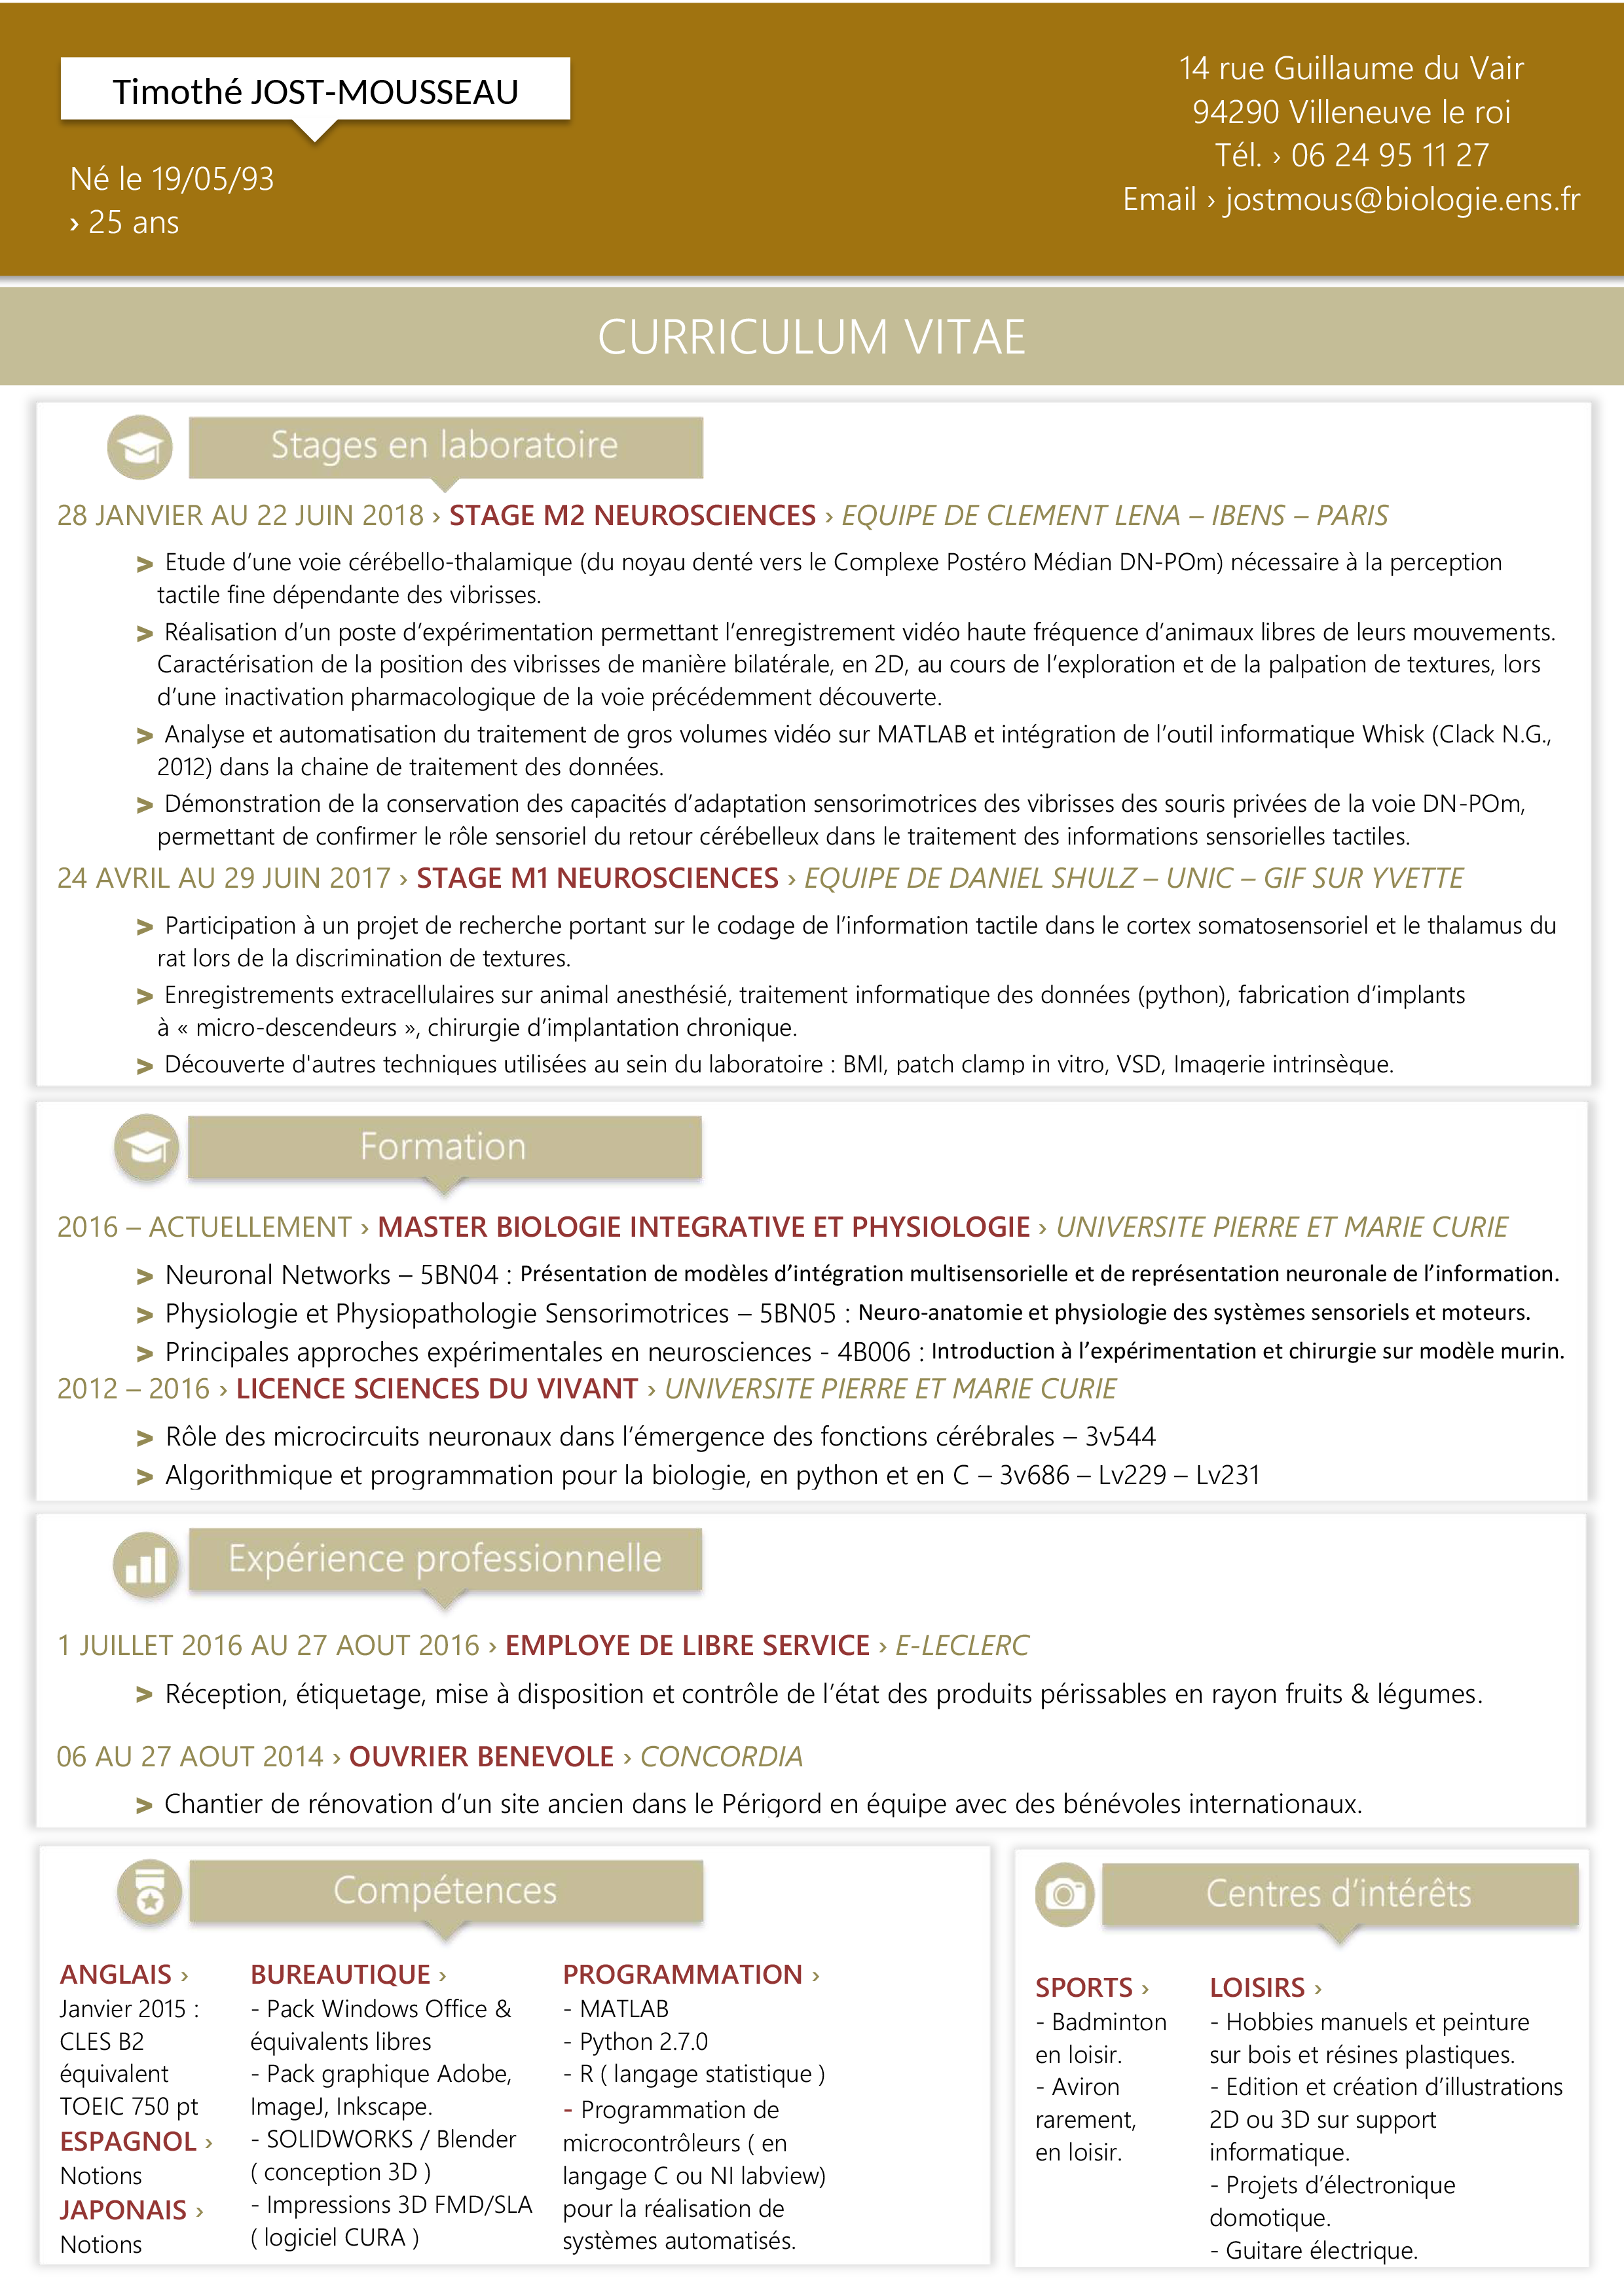 Timothé JOST-MOUSSEAU
Né le 19/05/93
› 25 ans
14 rue Guillaume du Vair
94290 Villeneuve le roi
Tél. › 06 24 95 11 27
Email › jostmous@biologie.ens.fr
CURRICULUM VITAE
Stages en laboratoire
28 JANVIER AU 22 JUIN 2018 › STAGE M2 NEUROSCIENCES › EQUIPE DE CLEMENT LENA – IBENS – PARIS
> Etude d’une voie cérébello-thalamique (du noyau denté vers le Complexe Postéro Médian DN-POm) nécessaire à la perception
tactile fine dépendante des vibrisses.
> Réalisation d’un poste d’expérimentation permettant l’enregistrement vidéo haute fréquence d’animaux libres de leurs mouvements.
Caractérisation de la position des vibrisses de manière bilatérale, en 2D, au cours de l’exploration et de la palpation de textures, lors
d’une inactivation pharmacologique de la voie précédemment découverte.
> Analyse et automatisation du traitement de gros volumes vidéo sur MATLAB et intégration de l’outil informatique Whisk (Clack N.G.,
2012) dans la chaine de traitement des données.
> Démonstration de la conservation des capacités d’adaptation sensorimotrices des vibrisses des souris privées de la voie DN-POm,
permettant de confirmer le rôle sensoriel du retour cérébelleux dans le traitement des informations sensorielles tactiles.
24 AVRIL AU 29 JUIN 2017 › STAGE M1 NEUROSCIENCES › EQUIPE DE DANIEL SHULZ – UNIC – GIF SUR YVETTE
> Participation à un projet de recherche portant sur le codage de l’information tactile dans le cortex somatosensoriel et le thalamus du
rat lors de la discrimination de textures.
> Enregistrements extracellulaires sur animal anesthésié, traitement informatique des données (python), fabrication d’implants
à « micro-descendeurs », chirurgie d’implantation chronique.
> Découverte d'autres techniques utilisées au sein du laboratoire : BMI, patch clamp in vitro, VSD, Imagerie intrinsèque.
Formation
2016 – ACTUELLEMENT › MASTER BIOLOGIE INTEGRATIVE ET PHYSIOLOGIE › UNIVERSITE PIERRE ET MARIE CURIE
> Neuronal Networks – 5BN04 : Présentation de modèles d’intégration multisensorielle et de représentation neuronale de l’information.
> Physiologie et Physiopathologie Sensorimotrices – 5BN05 : Neuro-anatomie et physiologie des systèmes sensoriels et moteurs.
> Principales approches expérimentales en neurosciences - 4B006 : Introduction à l’expérimentation et chirurgie sur modèle murin.
2012 – 2016 › LICENCE SCIENCES DU VIVANT › UNIVERSITE PIERRE ET MARIE CURIE
> Rôle des microcircuits neuronaux dans l’émergence des fonctions cérébrales – 3v544
> Algorithmique et programmation pour la biologie, en python et en C – 3v686 – Lv229 – Lv231
Expérience professionnelle
1 JUILLET 2016 AU 27 AOUT 2016 › EMPLOYE DE LIBRE SERVICE › E-LECLERC
> Réception, étiquetage, mise à disposition et contrôle de l’état des produits périssables en rayon fruits & légumes.
06 AU 27 AOUT 2014 › OUVRIER BENEVOLE › CONCORDIA
> Chantier de rénovation d’un site ancien dans le Périgord en équipe avec des bénévoles internationaux.
Compétences
ANGLAIS ›
Janvier 2015 :
CLES B2
équivalent
TOEIC 750 pt
ESPAGNOL ›
Notions
JAPONAIS ›
Notions
BUREAUTIQUE ›
- Pack Windows Office &
équivalents libres
- Pack graphique Adobe,
ImageJ, Inkscape.
- SOLIDWORKS / Blender
( conception 3D )
- Impressions 3D FMD/SLA
( logiciel CURA )
PROGRAMMATION ›
- MATLAB
- Python 2.7.0
- R ( langage statistique )
- Programmation de
microcontrôleurs ( en
langage C ou NI labview)
pour la réalisation de
systèmes automatisés.
Centres d’intérêts
SPORTS ›
- Badminton
en loisir.
- Aviron
rarement,
en loisir.
LOISIRS ›
- Hobbies manuels et peinture
sur bois et résines plastiques.
- Edition et création d’illustrations
2D ou 3D sur support
informatique.
- Projets d’électronique
domotique.
- Guitare électrique.